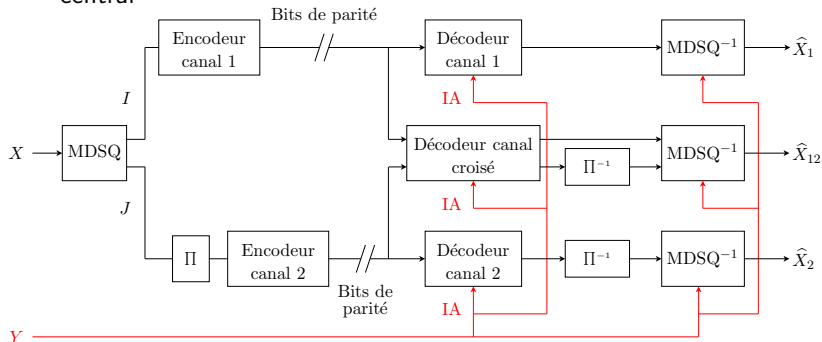 central
Encodeur
canal 1
Bits de parité
Décodeur
canal 1
MDSQ⁻¹
X̂₁
I
IA
X
MDSQ
Décodeur canal
croisé
Π⁻¹
MDSQ⁻¹
X̂₁₂
J
IA
Π
Encodeur
canal 2
Bits de
parité
Décodeur
canal 2
Π⁻¹
MDSQ⁻¹
X̂₂
IA
Y